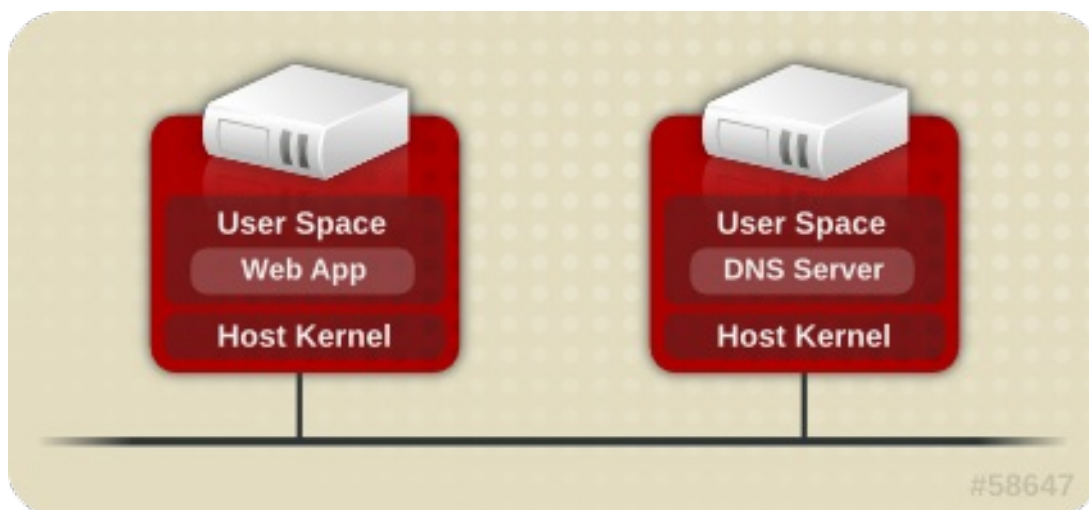 User Space
Web App
Host Kernel
User Space
DNS Server
Host Kernel
#58647